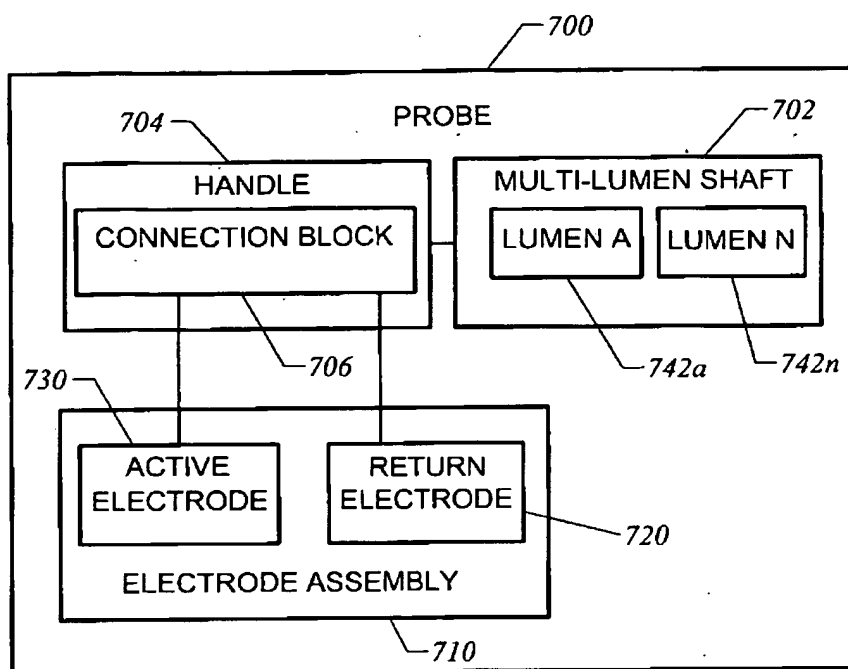 700
PROBE
704
702
HANDLE
MULTI-LUMEN SHAFT
CONNECTION BLOCK
LUMEN A
LUMEN N
706
742a
742n
730
ACTIVE
ELECTRODE
RETURN
ELECTRODE
720
ELECTRODE ASSEMBLY
710